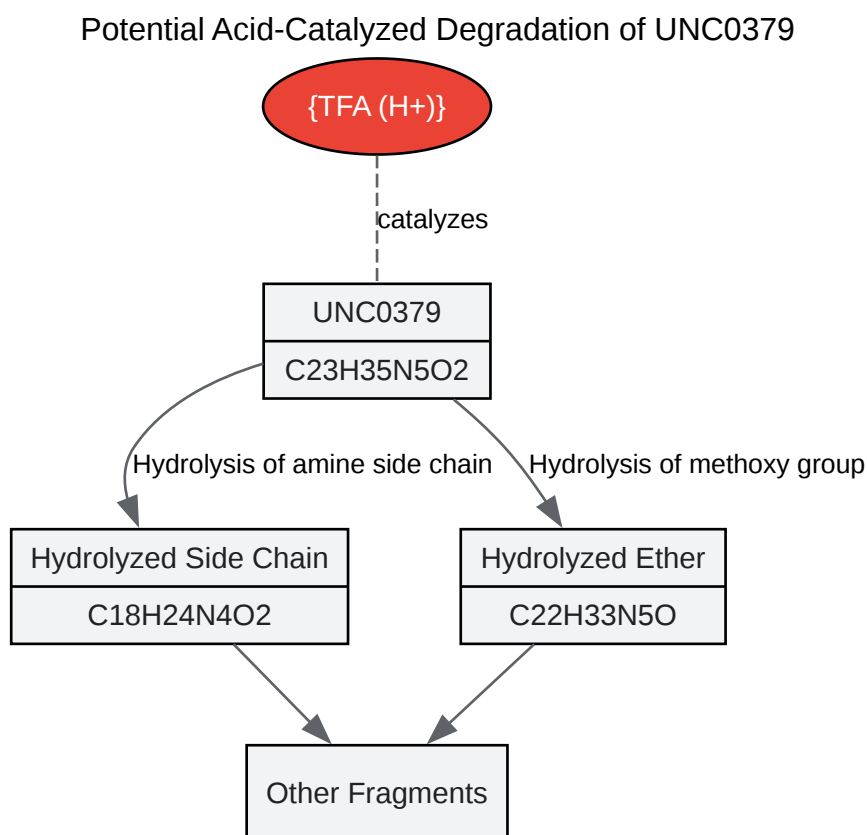 Potential Acid-Catalyzed Degradation of UNC0379
{TFA (H+)}
catalyzes
UNC0379
C23H35N5O2
Hydrolysis of amine side chain
Hydrolysis of methoxy group
Hydrolyzed Side Chain
C18H24N4O2
Hydrolyzed Ether
C22H33N5O
Other Fragments